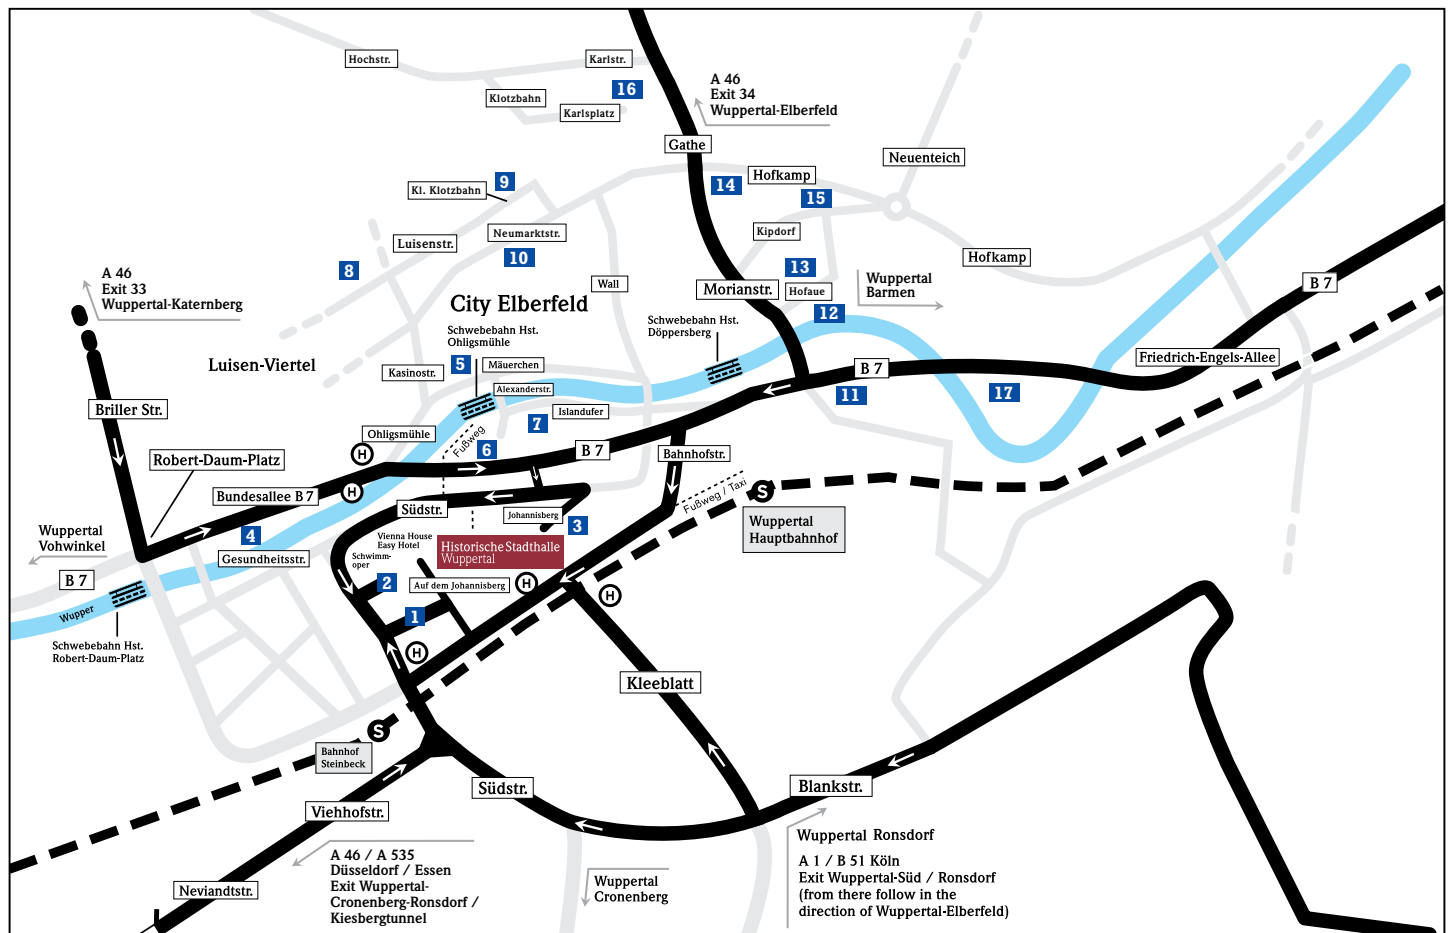 Hochstr.
Karlstr.
16
Klotzbahn
Karlsplatz
A 46
Exit 34
Wuppertal-Elberfeld
Gathe
Neuenteich
Kl. Klotzbahn
9
14
Hofkamp
15
Luisenstr.
Neumarktstr.
10
Kipdorf
Hofkamp
8
13
A 46
Exit 33
Wuppertal-Katernberg
City Elberfeld
Wall
Morianstr.
Hofaue
12
Wuppertal
Barmen
B 7
Schwebebahn Hst.
Ohligsmühle
Schwebebahn Hst.
Döppersberg
Luisen-Viertel
5
Mäuerchen
Kasinostr.
Alexanderstr.
B 7
Friedrich-Engels-Allee
11
17
Briller Str.
Islandufer
7
Ohligsmühle
Fußweg
6
B 7
Bahnhofstr.
H
Robert-Daum-Platz
Bundesallee B 7
H
Fußweg / Taxi
S
Südstr.
Johannisberg
3
Wuppertal
Hauptbahnhof
4
Wuppertal
Vohwinkel
Gesundheitsstr.
Vienna House
Easy Hotel
Historische Stadthalle
Wuppertal
Schwimm-
oper
B 7
2
Auf dem Johannisberg
H
H
Wupper
1
Schwebebahn Hst.
Robert-Daum-Platz
H
Kleeblatt
S
Bahnhof
Steinbeck
Südstr.
Blankstr.
Viehhofstr.
A 46 / A 535
Düsseldorf / Essen
Exit Wuppertal-
Cronenberg-Ronsdorf /
Kiesbergtunnel
Neviandtstr.
Wuppertal
Cronenberg
Wuppertal Ronsdorf
A 1 / B 51 Köln
Exit Wuppertal-Süd / Ronsdorf
(from there follow in the
direction of Wuppertal-Elberfeld)